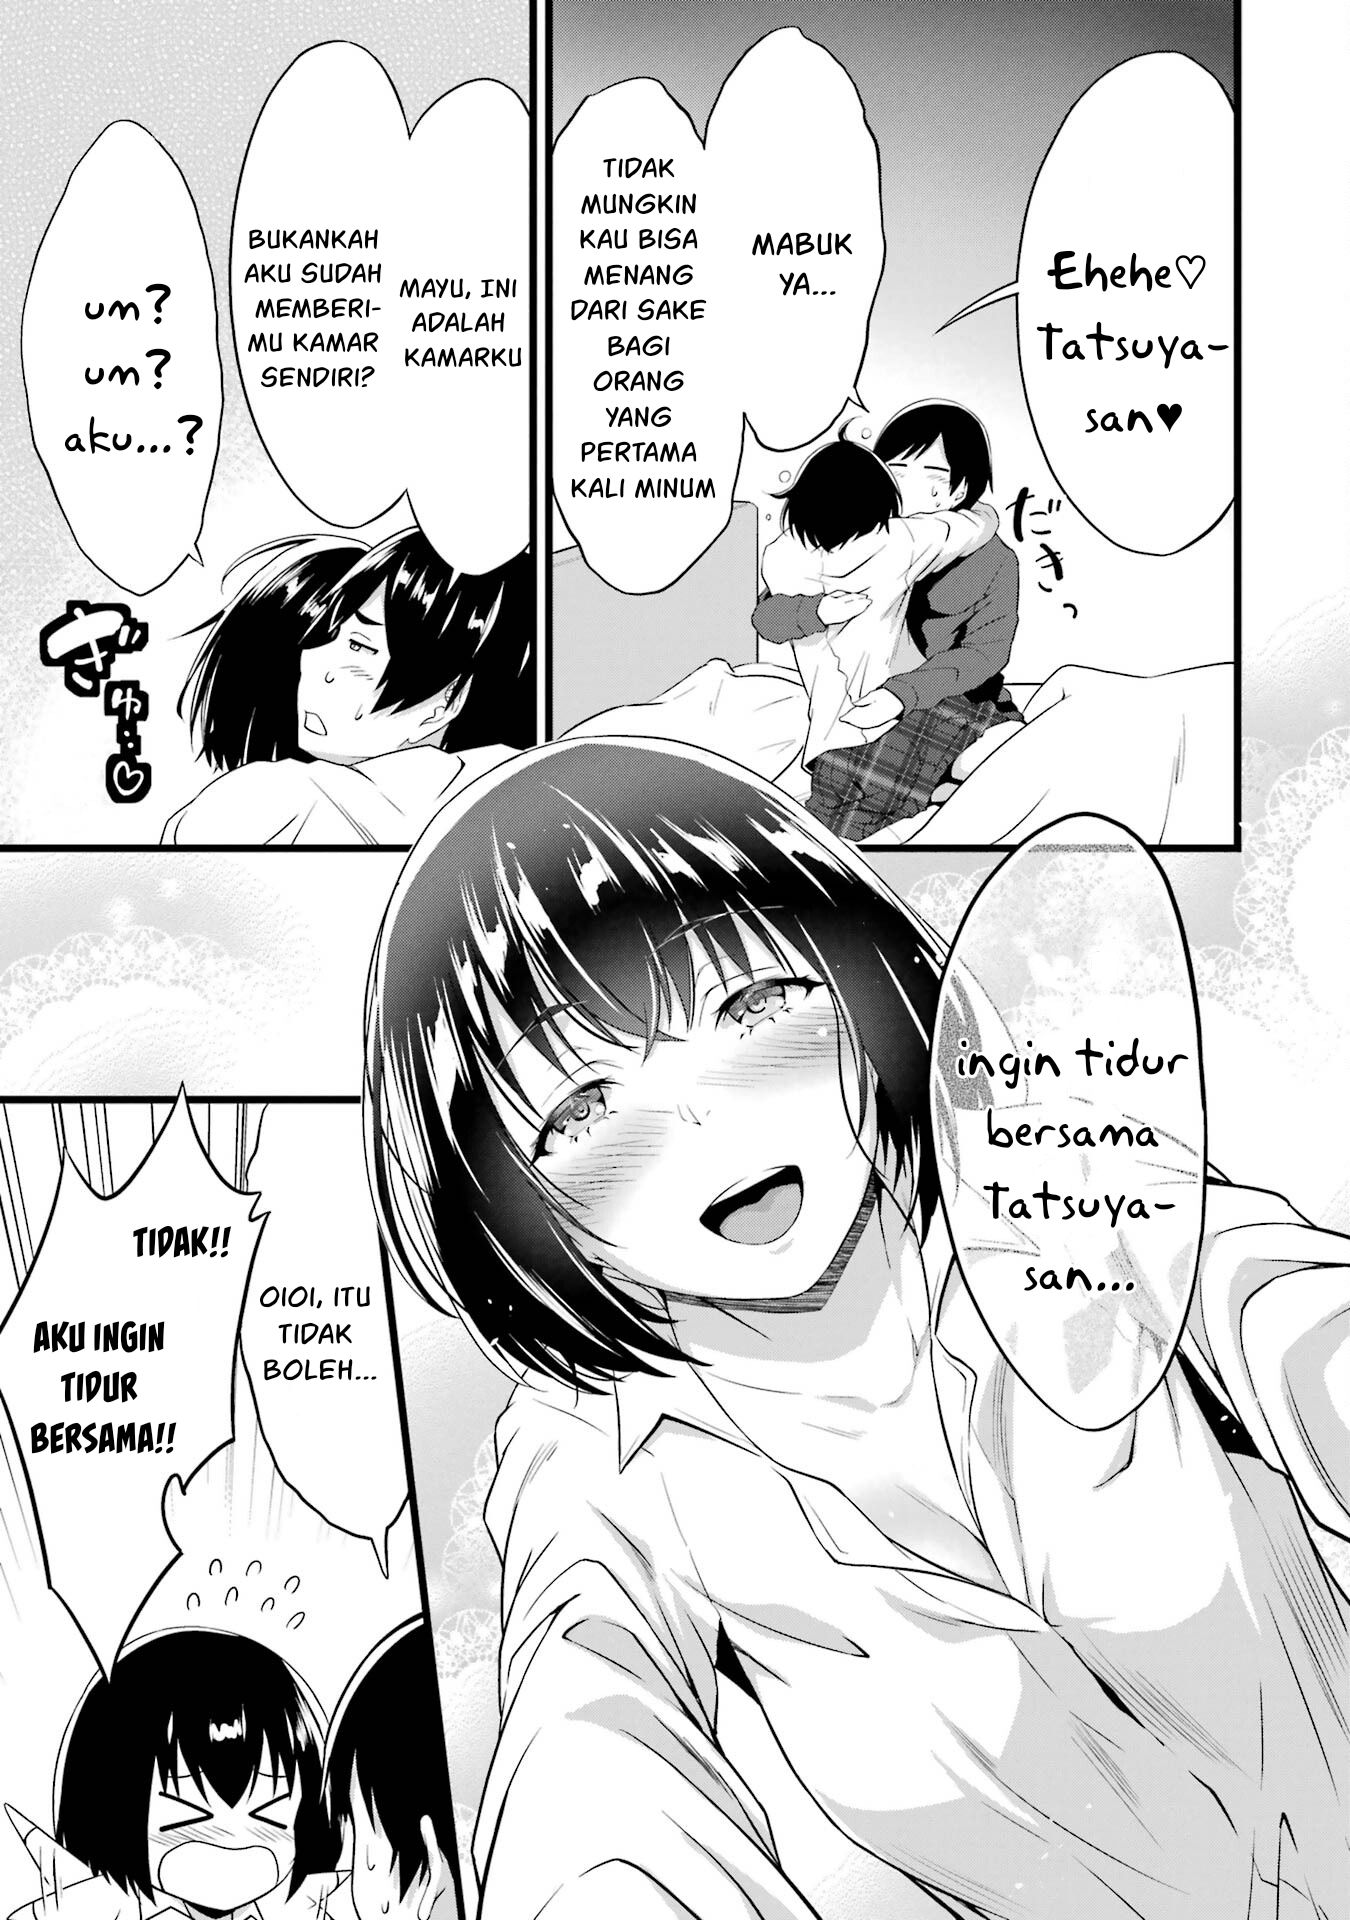 Ehehe♡
Tatsuya-
san♥
MABUK
YA...
TIDAK
MUNGKIN
KAU BISA
MENANG
DARI SAKE
BAGI
ORANG
YANG
PERTAMA
KALI MINUM
だきっ
MAYU, INI
ADALAH
KAMARKU
BUKANKAH
AKU SUDAH
MEMBERI-
MU KAMAR
SENDIRI?
um?
um?
aku...?
ぎゅ…♡
ingin tidur
bersama
Tatsuya-
san...
OIOI, ITU
TIDAK
BOLEH...
TIDAK!!
AKU INGIN
TIDUR
BERSAMA!!